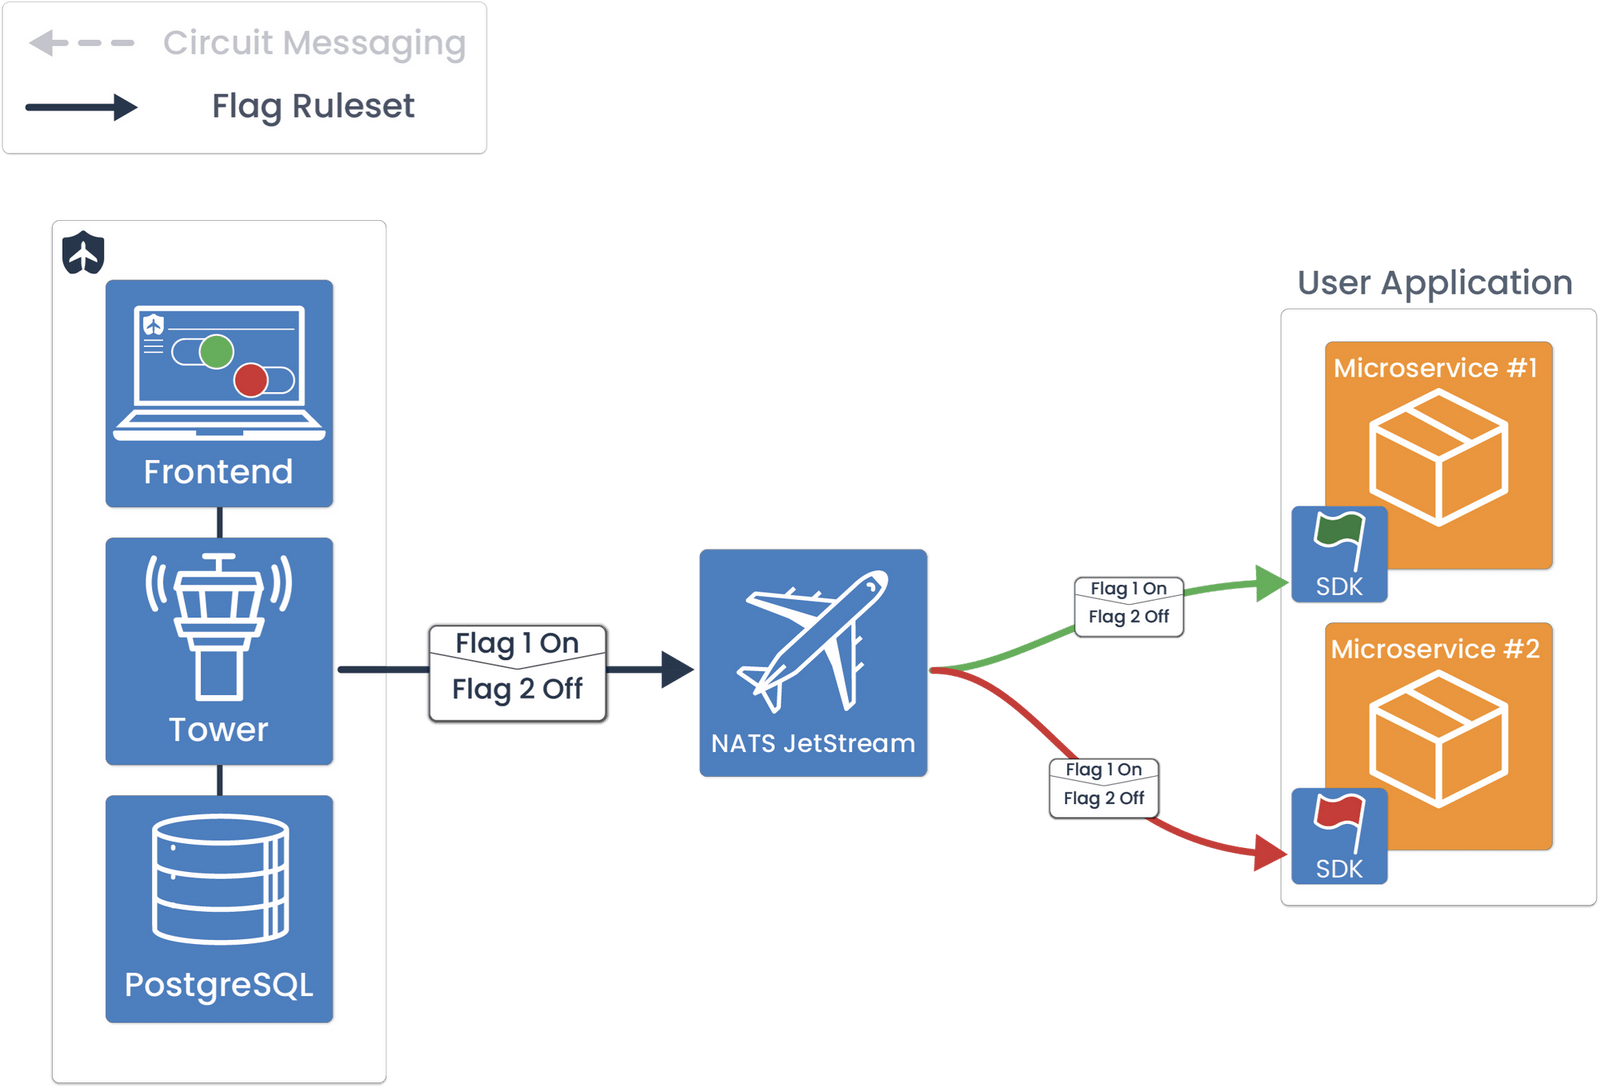 Circuit Messaging
Flag Ruleset
Frontend
Tower
PostgreSQL
Flag 1 On
Flag 2 Off
NATS JetStream
Flag 1 On
Flag 2 Off
Flag 1 On
Flag 2 Off
User Application
Microservice #1
SDK
Microservice #2
SDK